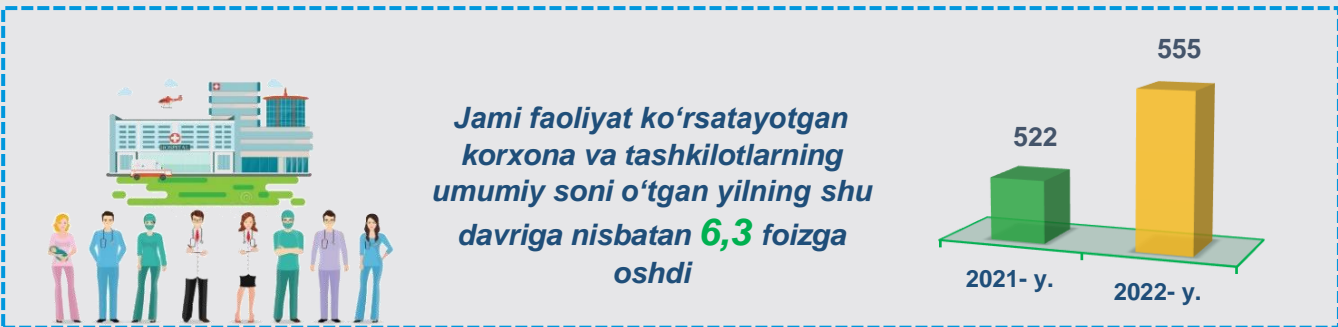 HOSPITAL
Jami faoliyat ko‘rsatayotgan
korxona va tashkilotlarning
umumiy soni o‘tgan yilning shu
davriga nisbatan 6,3 foizga
oshdi
522
555
2021- y.
2022- y.